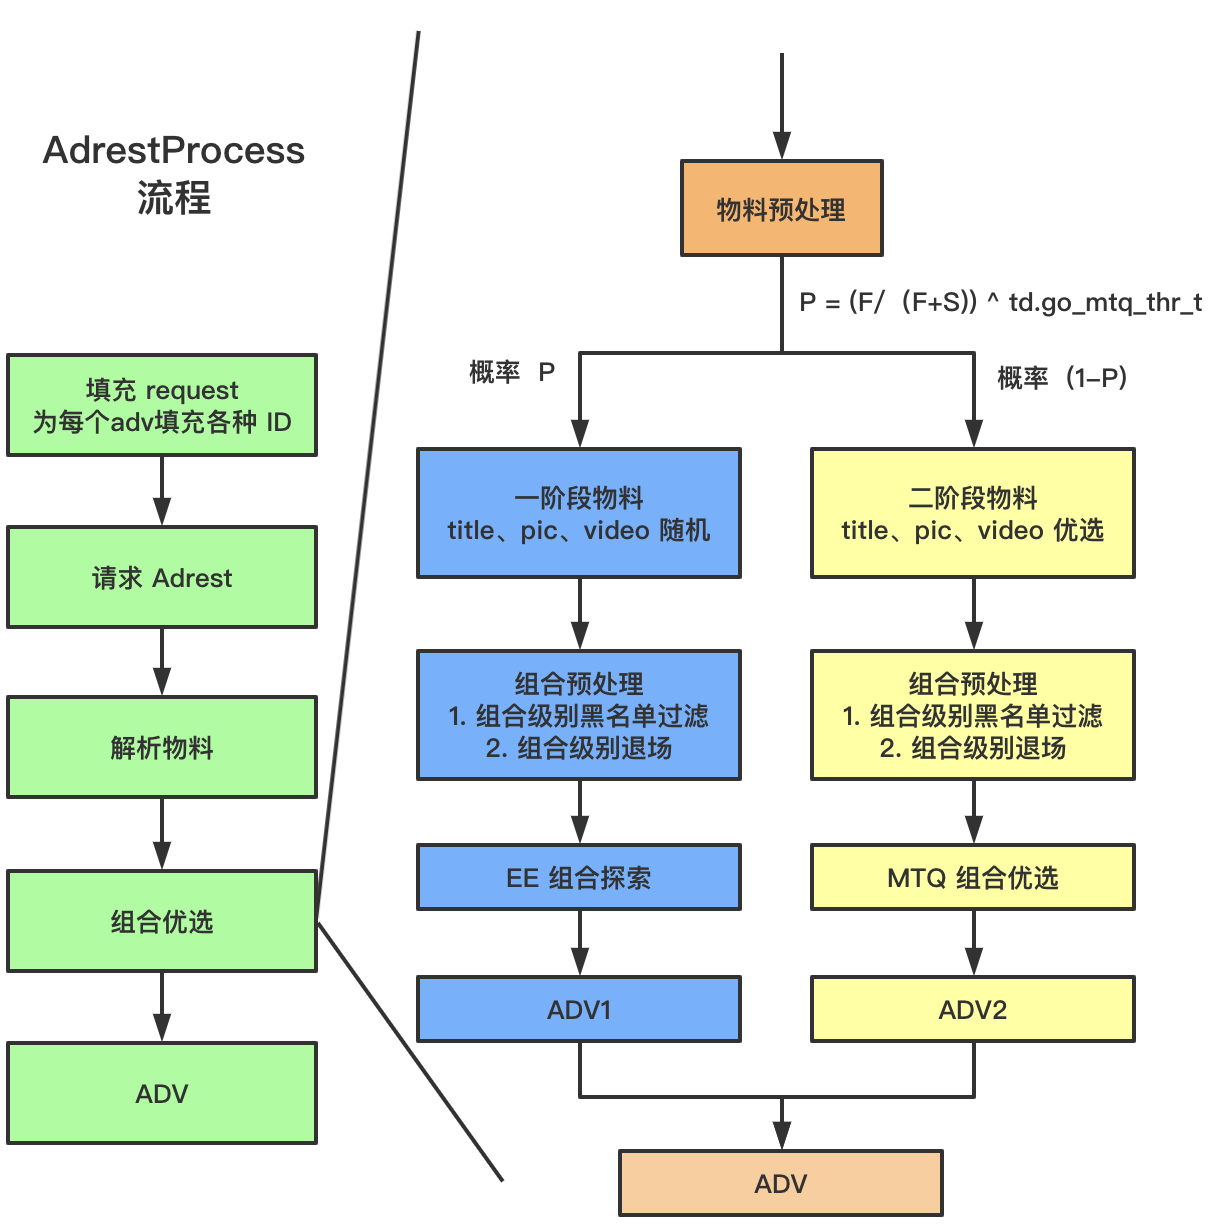 AdrestProcess
流程
填充 request
为每个adv填充各种 ID
请求 Adrest
解析物料
组合优选
ADV
物料预处理
P = (F/（F+S)) ^ td.go_mtq_thr_t
概率 P
概率（1-P）
一阶段物料
title、pic、video 随机
二阶段物料
title、pic、video 优选
组合预处理
1. 组合级别黑名单过滤
2. 组合级别退场
组合预处理
1. 组合级别黑名单过滤
2. 组合级别退场
EE 组合探索
MTQ 组合优选
ADV1
ADV2
ADV